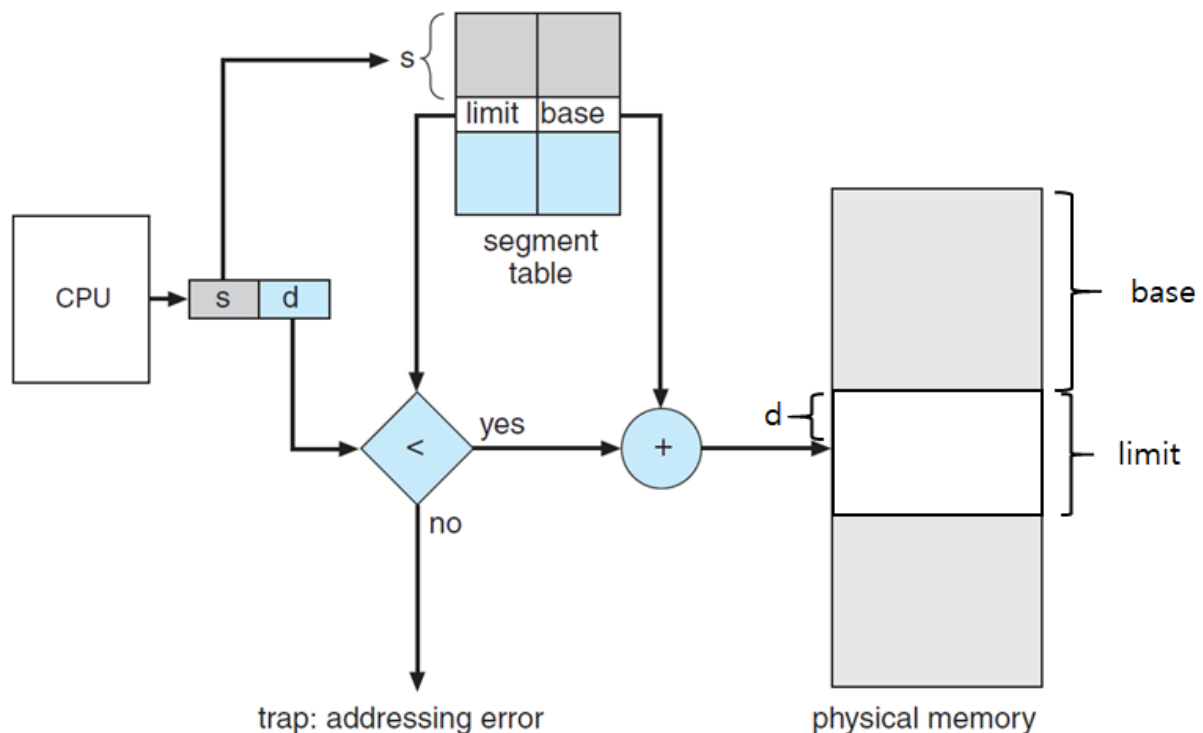 s
limit base
segment
table
CPU
s d
base
<
yes
+
d
limit
no
trap: addressing error
physical memory